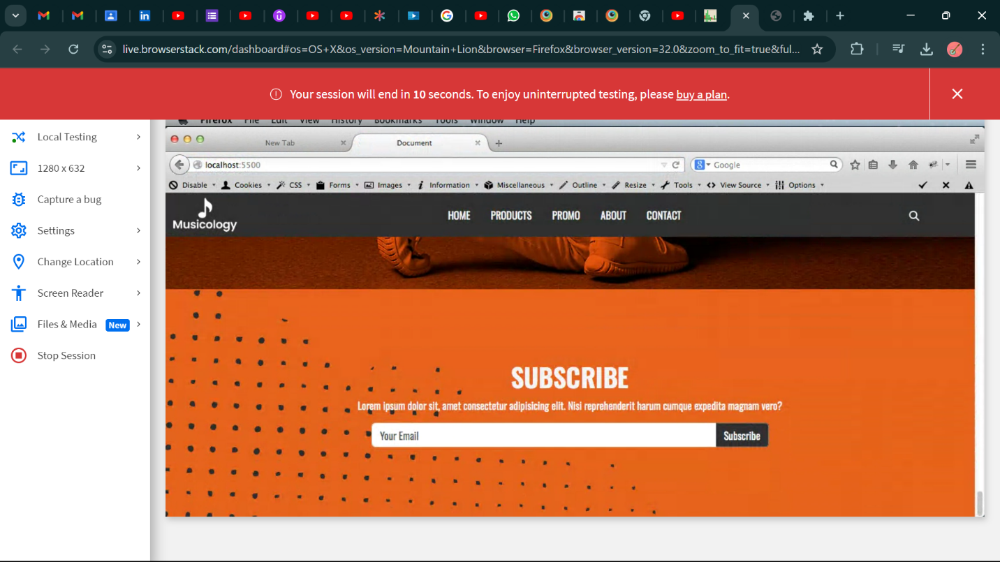 live.browserstack.com/dashboard#os=OS+X&os_version=Mountain+Lion&browser=Firefox&browser_version=32.0&zoom_to_fit=true&ful...
Your session will end in 10 seconds. To enjoy uninterrupted testing, please buy a plan.
Firefox File Edit View History Bookmarks Tools Window Help
Local Testing
1280 x 632
Capture a bug
Settings
Change Location
Screen Reader
Files & Media New
Stop Session
New Tab
Document
localhost:5500
Google
Disable Cookies CSS Forms Images Information Miscellaneous Outline Resize Tools View Source Options
Musicology
HOME PRODUCTS PROMO ABOUT CONTACT
SUBSCRIBE
Lorem ipsum dolor sit, amet consectetur adipisicing elit. Nisi reprehenderit harum cumque expedita magnam vero?
Your Email
Subscribe